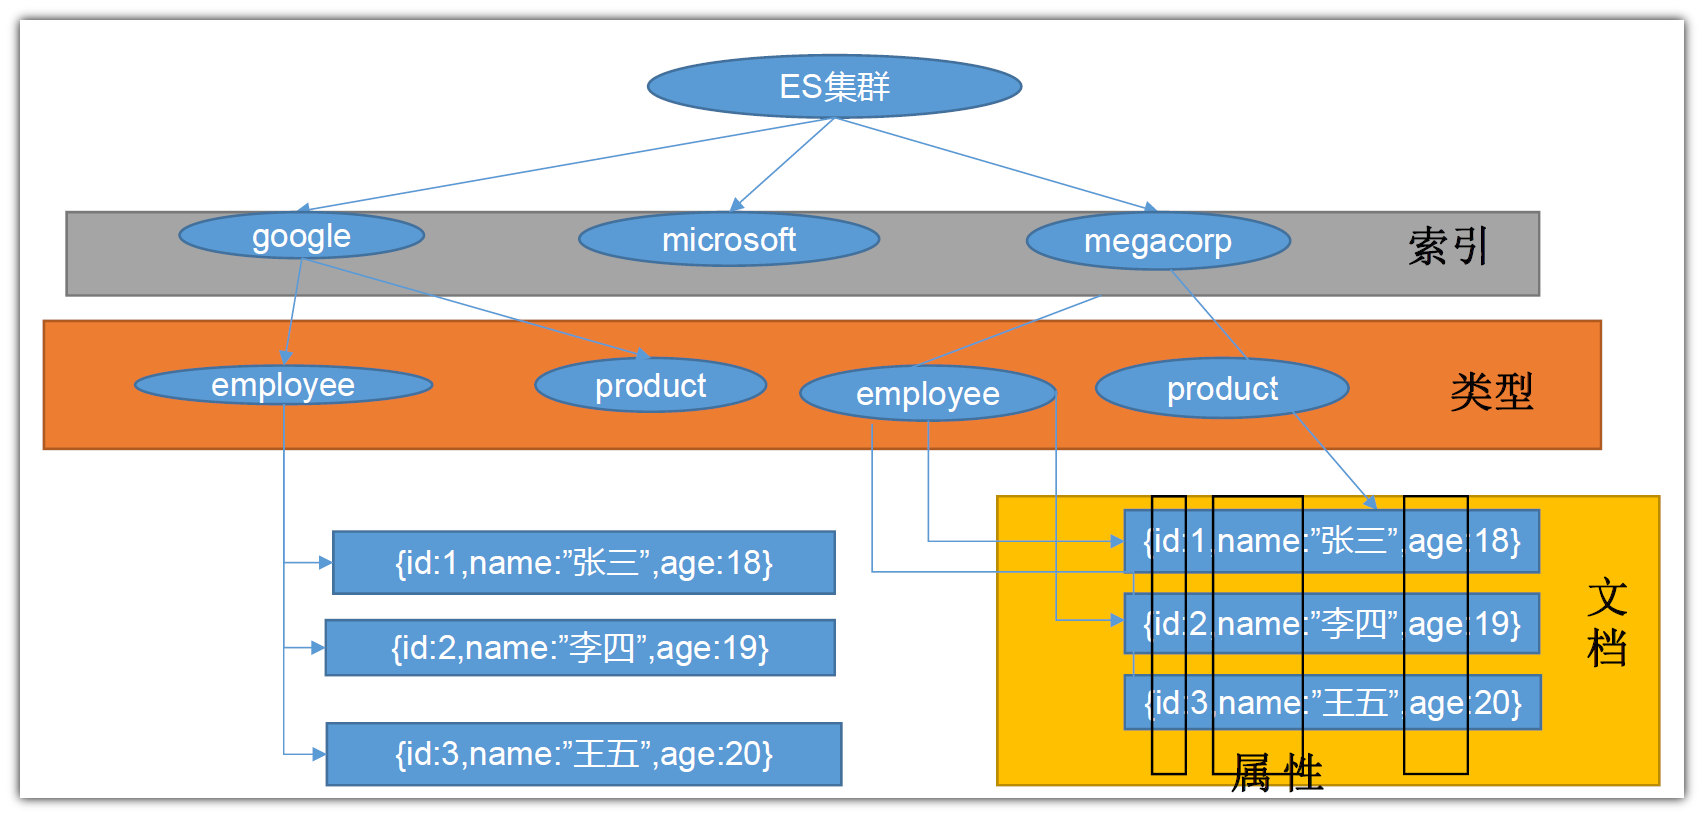 ES集群
google
microsoft
megacorp
索引
employee
product
employee
product
类型
{id:1,name:”张三”,age:18}
{id:2,name:”李四”,age:19}
{id:3,name:”王五”,age:20}
{id:1,name:”张三”,age:18}
{id:2,name:”李四”,age:19}
{id:3,name:”王五”,age:20}
文
档
属性